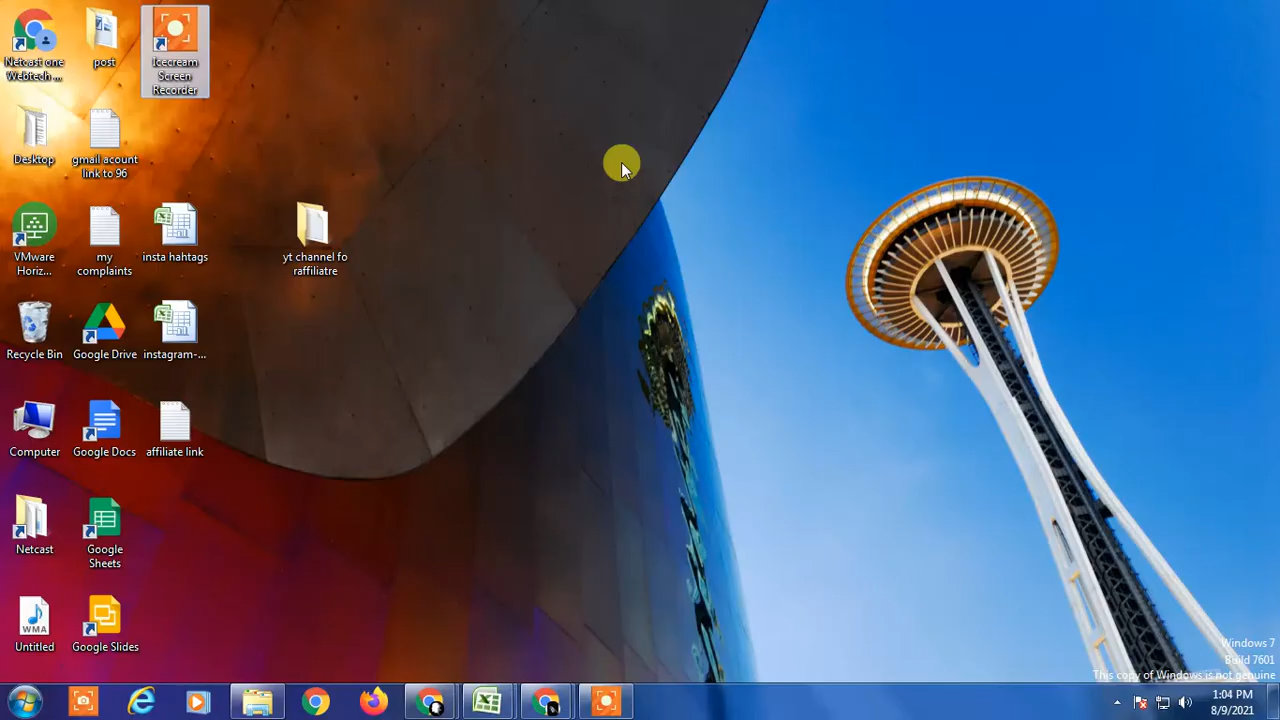 Netcast one
Webtech ...
post
Icecream
Screen
Recorder
Desktop
gmail acount
link to 96
VMware
Horiz...
my
complaints
insta hahtags
yt channel fo
raffiliatre
Recycle Bin
Google Drive
instagram-...
Computer
Google Docs
affiliate link
Netcast
Google
Sheets
WMA
Untitled
Google Slides
Windows 7
Build 7601
This copy of Windows is not genuine
1:04 PM
8/9/2021